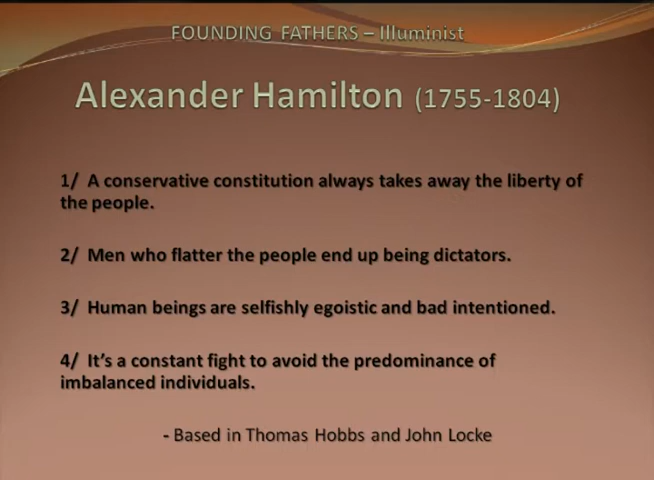 FOUNDING FATHERS – Illuminist
Alexander Hamilton (1755-1804)
1/ A conservative constitution always takes away the liberty of
the people.
2/ Men who flatter the people end up being dictators.
3/ Human beings are selfishly egoistic and bad intentioned.
4/ It's a constant fight to avoid the predominance of
imbalanced individuals.
- Based in Thomas Hobbs and John Locke